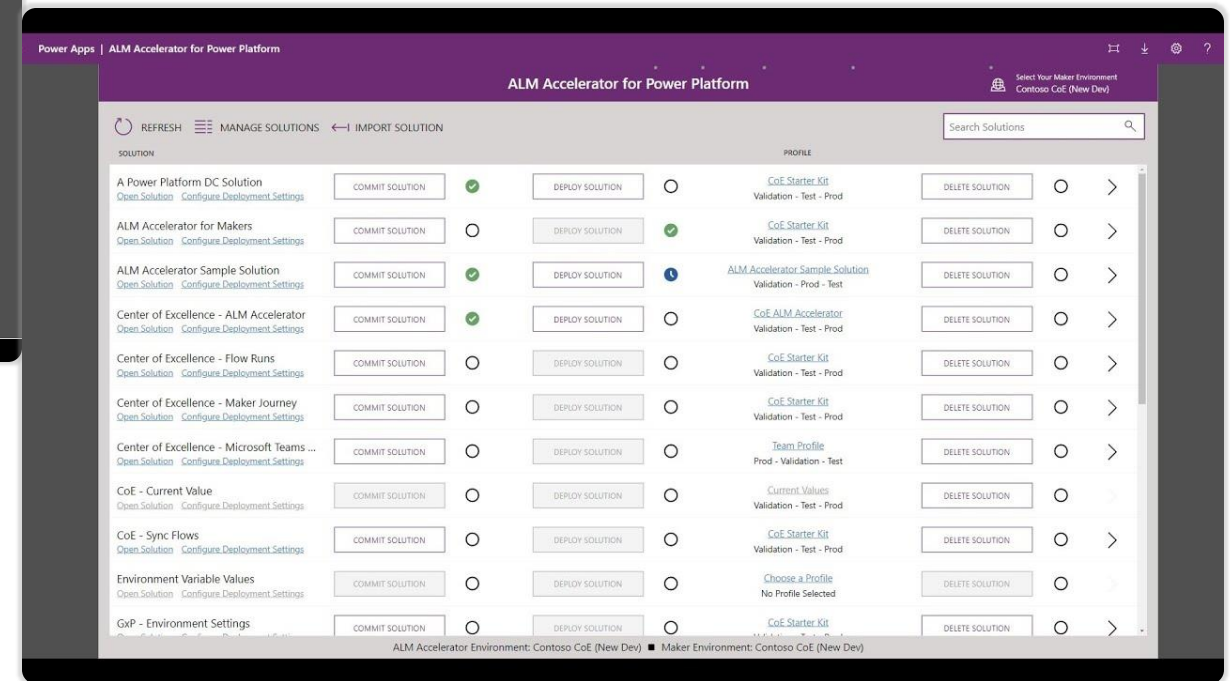 Power Apps | ALM Accelerator for Power Platform
?
ALM Accelerator for Power Platform
Select Your Maker Environment
Contoso CoE (New Dev)
REFRESH MANAGE SOLUTIONS IMPORT SOLUTION
Search Solutions
SOLUTION PROFILE
A Power Platform DC Solution
Open Solution Configure Deployment Settings
COMMIT SOLUTION
DEPLOY SOLUTION
CoE Starter Kit
Validation - Test - Prod
DELETE SOLUTION
ALM Accelerator for Makers
Open Solution Configure Deployment Settings
COMMIT SOLUTION
DEPLOY SOLUTION
CoE Starter Kit
Validation - Test - Prod
DELETE SOLUTION
ALM Accelerator Sample Solution
Open Solution Configure Deployment Settings
COMMIT SOLUTION
DEPLOY SOLUTION
ALM Accelerator Sample Solution
Validation - Prod - Test
DELETE SOLUTION
Center of Excellence - ALM Accelerator
Open Solution Configure Deployment Settings
COMMIT SOLUTION
DEPLOY SOLUTION
CoE ALM Accelerator
Validation - Test - Prod
DELETE SOLUTION
Center of Excellence - Flow Runs
Open Solution Configure Deployment Settings
COMMIT SOLUTION
DEPLOY SOLUTION
CoE Starter Kit
Validation - Test - Prod
DELETE SOLUTION
Center of Excellence - Maker Journey
Open Solution Configure Deployment Settings
COMMIT SOLUTION
DEPLOY SOLUTION
CoE Starter Kit
Validation - Test - Prod
DELETE SOLUTION
Center of Excellence - Microsoft Teams ...
Open Solution Configure Deployment Settings
COMMIT SOLUTION
DEPLOY SOLUTION
Team Profile
Prod - Validation - Test
DELETE SOLUTION
CoE - Current Value
Open Solution Configure Deployment Settings
COMMIT SOLUTION
DEPLOY SOLUTION
Current Values
Validation - Test - Prod
DELETE SOLUTION
CoE - Sync Flows
Open Solution Configure Deployment Settings
COMMIT SOLUTION
DEPLOY SOLUTION
CoE Starter Kit
Validation - Test - Prod
DELETE SOLUTION
Environment Variable Values
Open Solution Configure Deployment Settings
COMMIT SOLUTION
DEPLOY SOLUTION
Choose a Profile
No Profile Selected
DELETE SOLUTION
GxP - Environment Settings
COMMIT SOLUTION
DEPLOY SOLUTION
CoE Starter Kit
DELETE SOLUTION
ALM Accelerator Environment: Contoso CoE (New Dev) ■ Maker Environment: Contoso CoE (New Dev)